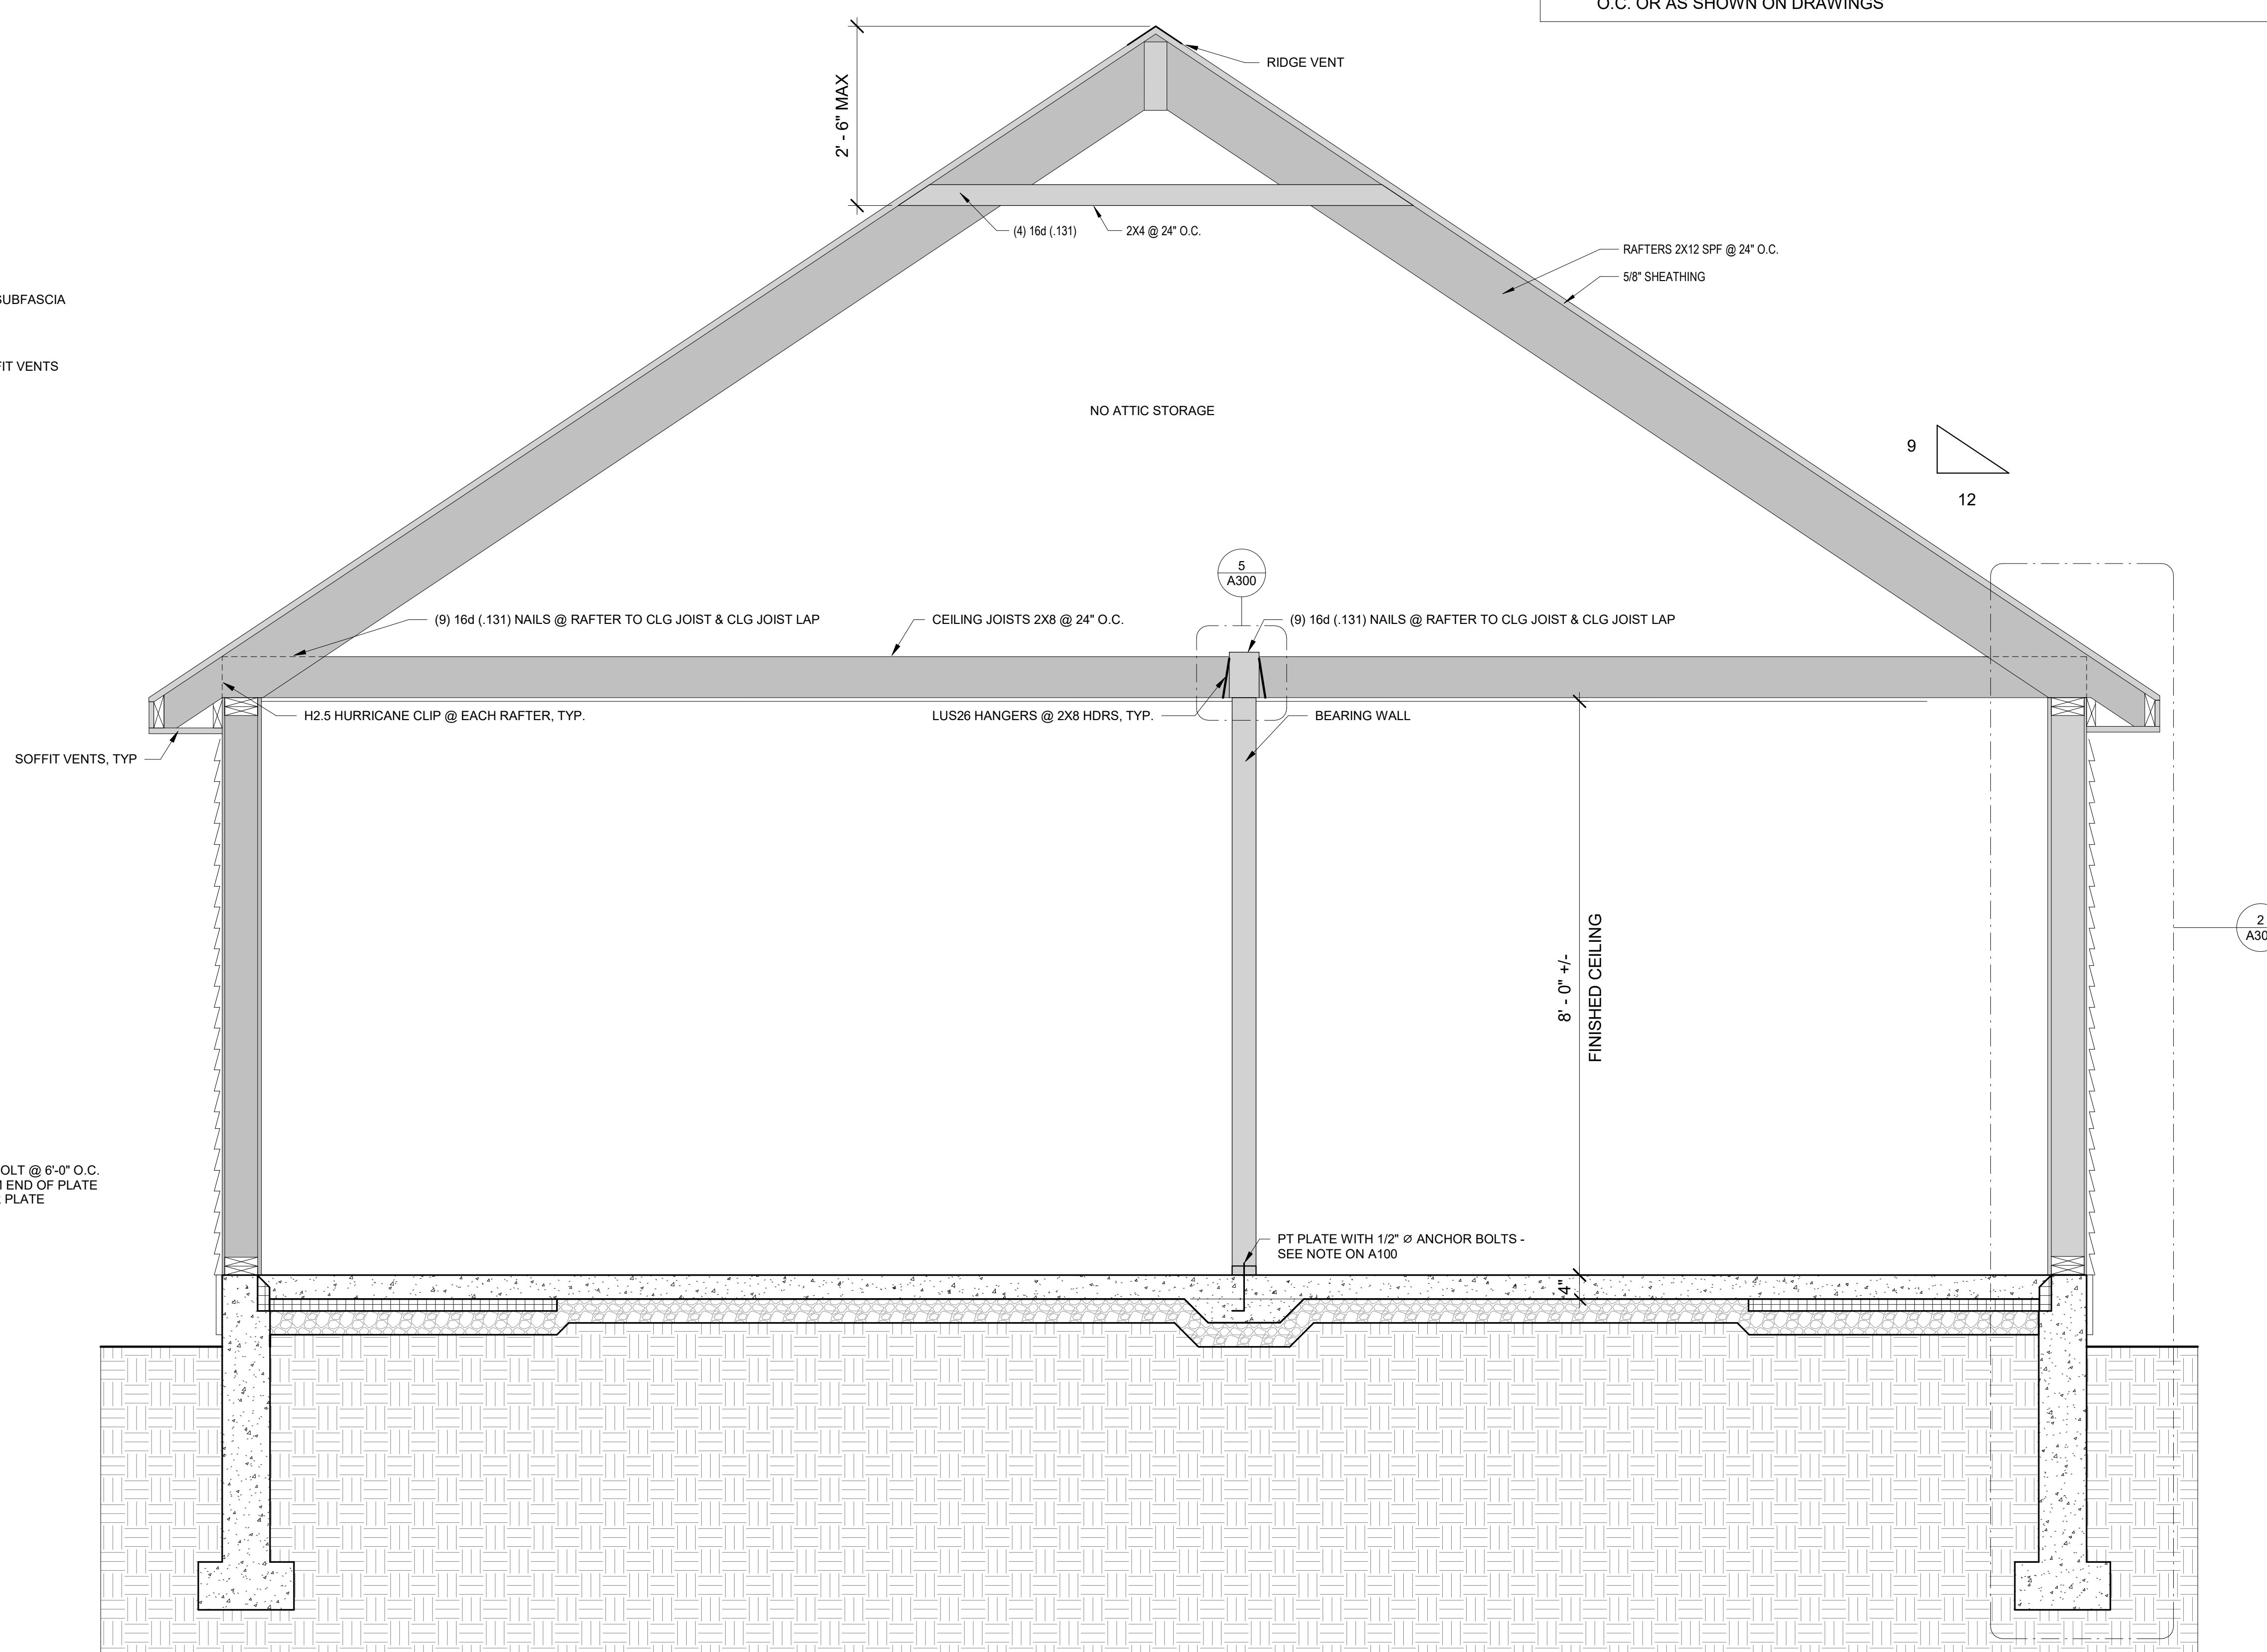 O.C. OR AS SHOWN ON DRAWINGS
RIDGE VENT
2' - 6" MAX
(4) 16d (.131)
2X4 @ 24" O.C.
RAFTERS 2X12 SPF @ 24" O.C.
5/8" SHEATHING
SUBFASCIA
VENTS
NO ATTIC STORAGE
9
12
5
A300
(9) 16d (.131) NAILS @ RAFTER TO CLG JOIST & CLG JOIST LAP
CEILING JOISTS 2X8 @ 24" O.C.
(9) 16d (.131) NAILS @ RAFTER TO CLG JOIST & CLG JOIST LAP
H2.5 HURRICANE CLIP @ EACH RAFTER, TYP.
LUS26 HANGERS @ 2X8 HDRS, TYP.
BEARING WALL
SOFFIT VENTS, TYP
2
A30
8' - 0" +/-
FINISHED CEILING
@ 6'-0" O.C.
END OF PLATE
PLATE
PT PLATE WITH 1/2" ⌀ ANCHOR BOLTS -
SEE NOTE ON A100
4"